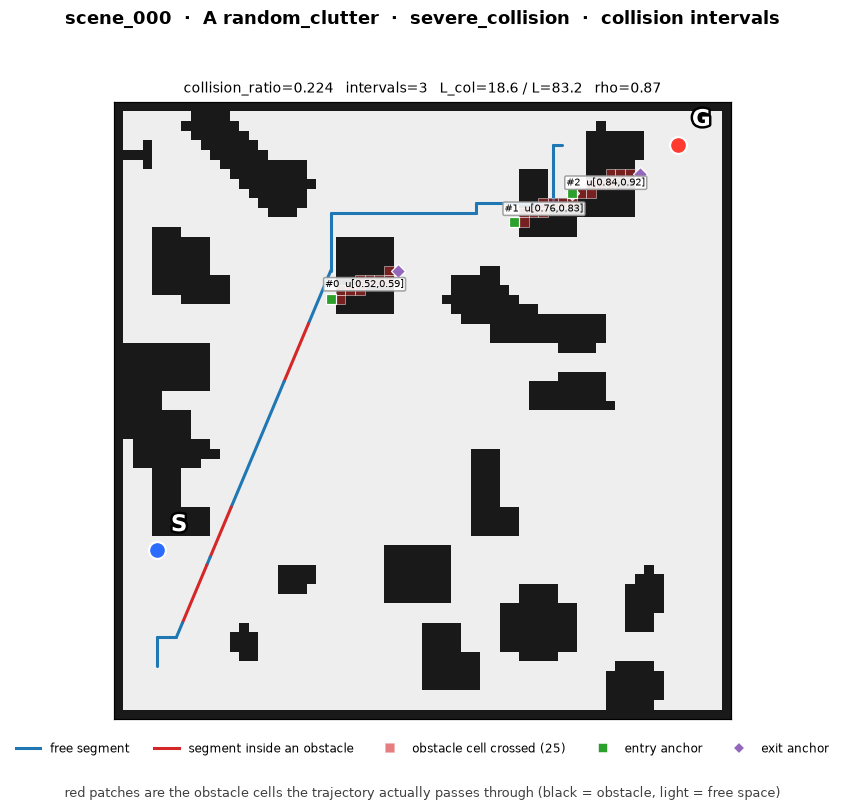 scene_000 · A random_clutter · severe_collision · collision intervals
collision_ratio=0.224 intervals=3 L_col=18.6 / L=83.2 rho=0.87
G
#2 u[0.84,0.92]
#1 u[0.76,0.83]
#0 u[0.52,0.59]
S
free segment
segment inside an obstacle
obstacle cell crossed (25)
entry anchor
exit anchor
red patches are the obstacle cells the trajectory actually passes through (black = obstacle, light = free space)